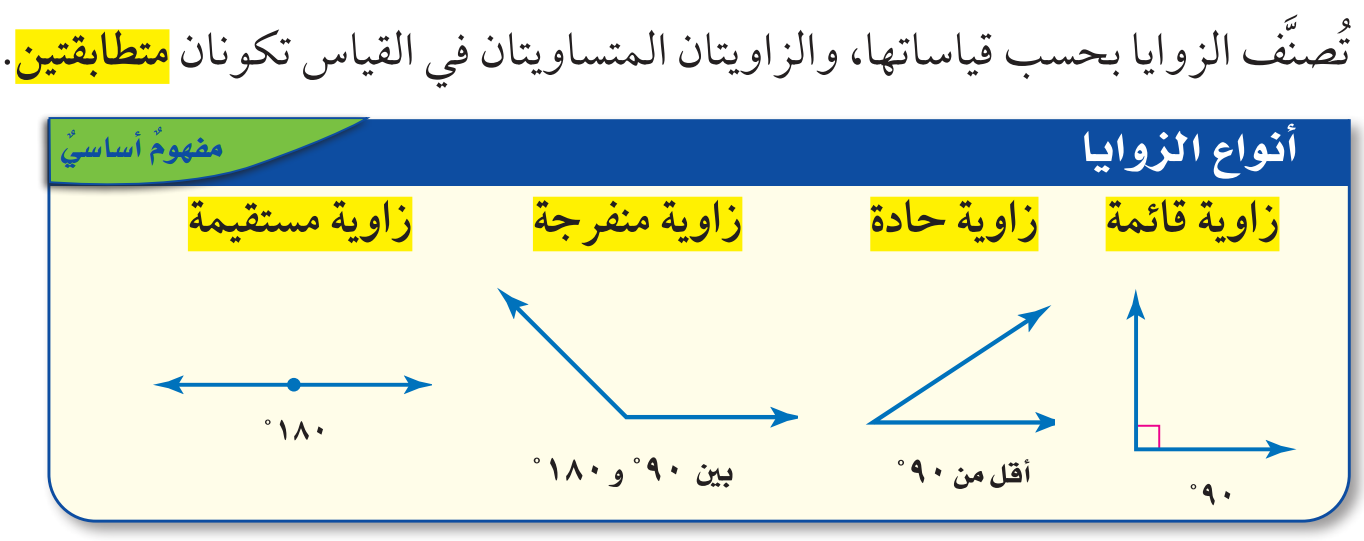 تُصنَّف الزوايا بحسب قياساتها، والزاويتان المتساويتان في القياس تكونان متطابقتين.
أنواع الزوايا
مفهومٌ أساسيٌ
زاوية قائمة
زاوية حادة
زاوية منفرجة
زاوية مستقيمة
٩٠°
أقل من ٩٠°
بين ٩٠° و ١٨٠°
١٨٠°